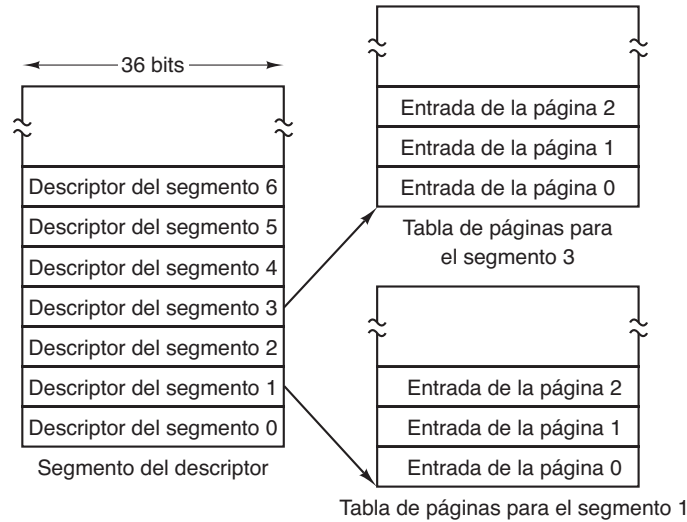 36 bits
Descriptor del segmento 6
Descriptor del segmento 5
Descriptor del segmento 4
Descriptor del segmento 3
Descriptor del segmento 2
Descriptor del segmento 1
Descriptor del segmento 0
Segmento del descriptor
Entrada de la página 2
Entrada de la página 1
Entrada de la página 0
Tabla de páginas para
el segmento 3
Entrada de la página 2
Entrada de la página 1
Entrada de la página 0
Tabla de páginas para el segmento 1